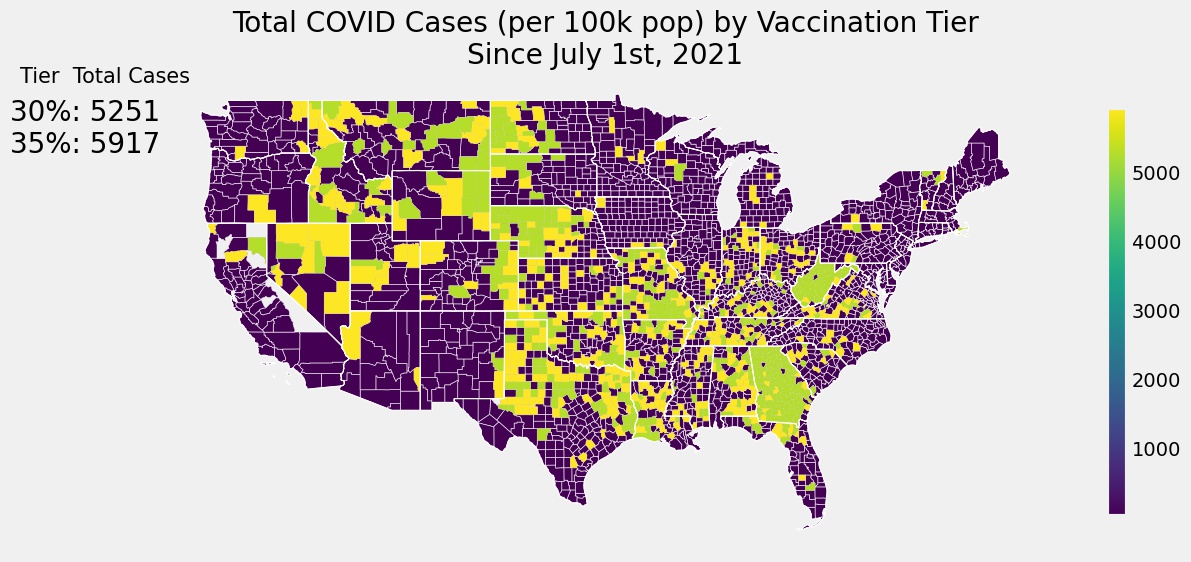 Total COVID Cases (per 100k pop) by Vaccination Tier
Since July 1st, 2021
Tier  Total Cases
30%: 5251
35%: 5917
5000
4000
3000
2000
1000